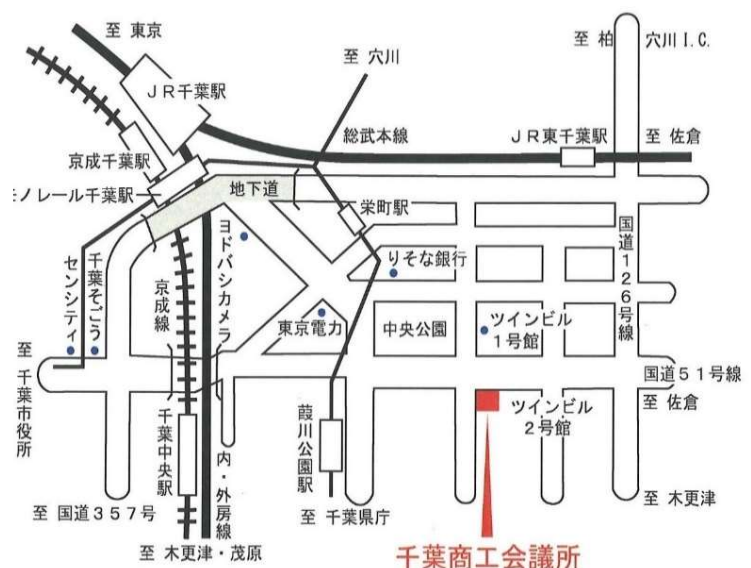 至 東京
至 穴川
至 柏
穴川I.C.
JR千葉駅
総武本線
JR東千葉駅
至 佐倉
京成千葉駅
モノレール千葉駅
地下道
栄町駅
ヨドバシカメラ
りそな銀行
国道126号線
千葉そごう
センシティ
京成線
東京電力
中央公園
ツインビル
1号館
至 千葉市役所
国道51号線
至 佐倉
ツインビル
2号館
千葉中央駅
内・外房線
葭川公園駅
至 国道357号
至 千葉県庁
至 木更津
至 木更津・茂原
千葉商工会議所